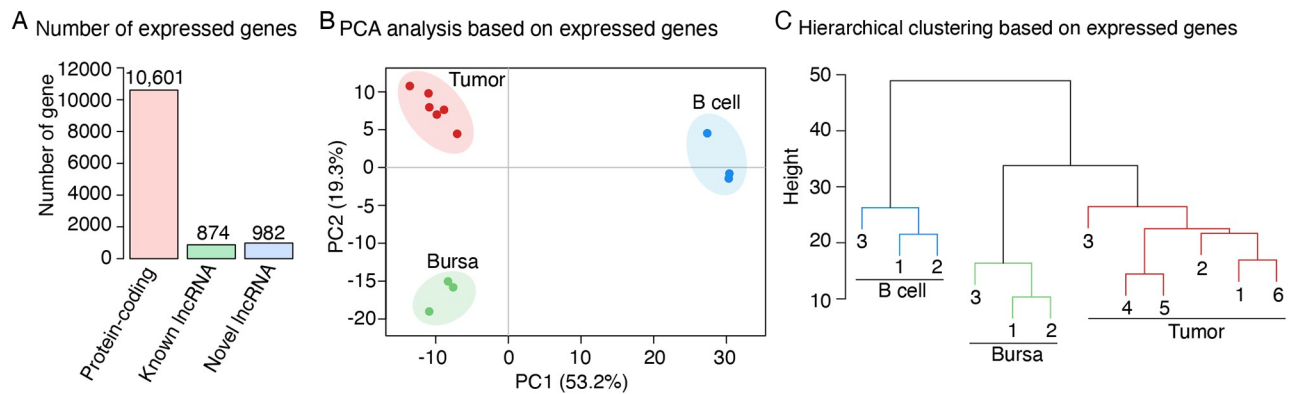 A Number of expressed genes
Number of gene
12000
10000
8000
6000
4000
2000
0
10,601
874
982
Protein-coding
Known lncRNA
Novel lncRNA
B PCA analysis based on expressed genes
PC2 (19.3%)
10
5
0
-5
-10
-15
-20
Tumor
B cell
Bursa
-10 0 10 20 30
PC1 (53.2%)
C Hierarchical clustering based on expressed genes
Height
50
40
30
20
10
3 1 2
B cell
3 1 2
Bursa
3 4 5 2 1 6
Tumor